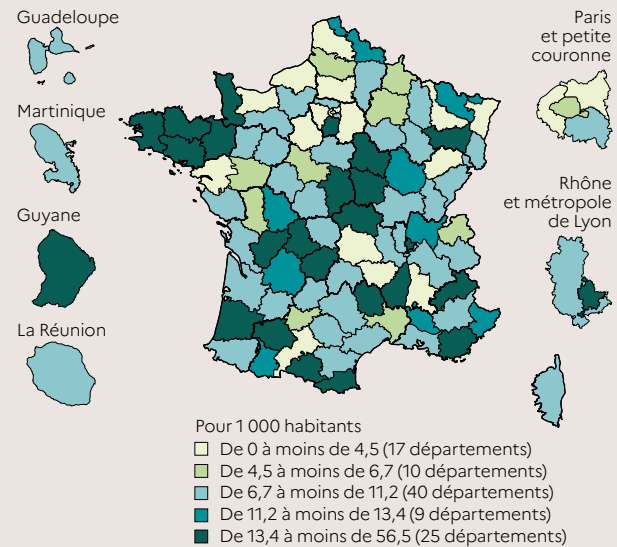 Guadeloupe
Martinique
Guyane
La Réunion
Paris
et petite
couronne
Rhône
et métropole
de Lyon
Pour 1 000 habitants
De 0 à moins de 4,5 (17 départements)
De 4,5 à moins de 6,7 (10 départements)
De 6,7 à moins de 11,2 (40 départements)
De 11,2 à moins de 13,4 (9 départements)
De 13,4 à moins de 56,5 (25 départements)